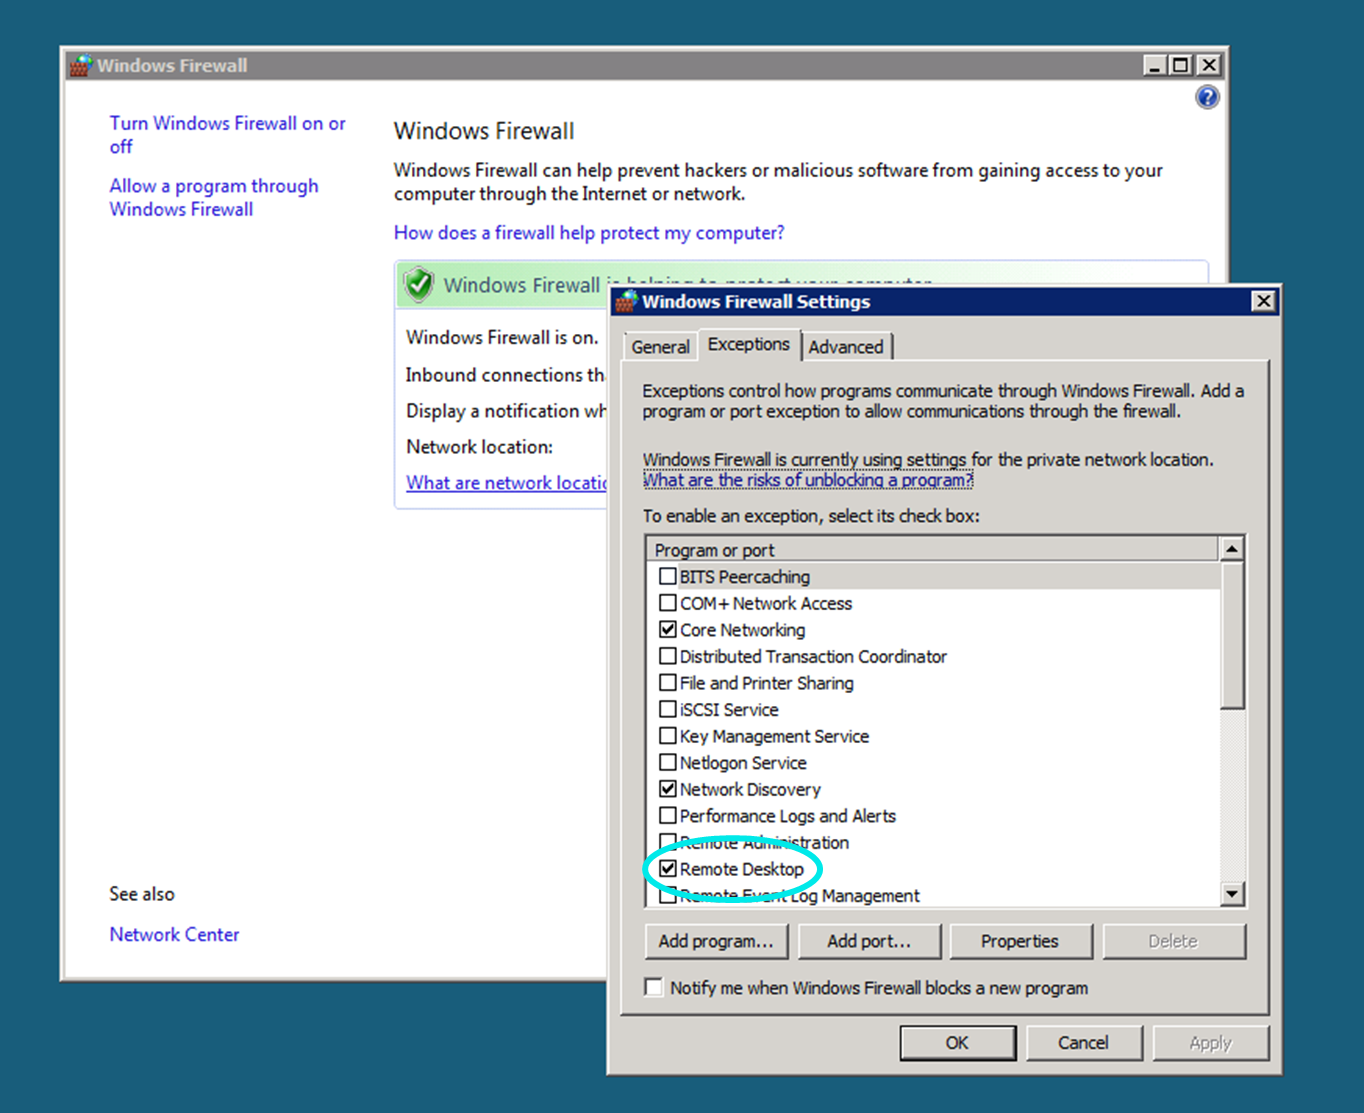 Windows Firewall
Turn Windows Firewall on or
off
Allow a program through
Windows Firewall
Windows Firewall
Windows Firewall can help prevent hackers or malicious software from gaining access to your
computer through the Internet or network.
How does a firewall help protect my computer?
Windows Firewall is helping to protect your computer
Windows Firewall is on.
Inbound connections th
Display a notification wh
Network location:
What are network locatio
See also
Network Center
Windows Firewall Settings
General
Exceptions
Advanced
Exceptions control how programs communicate through Windows Firewall. Add a
program or port exception to allow communications through the firewall.
Windows Firewall is currently using settings for the private network location.
What are the risks of unblocking a program?
To enable an exception, select its check box:
Program or port
BITS Peercaching
COM+ Network Access
Core Networking
Distributed Transaction Coordinator
File and Printer Sharing
iSCSI Service
Key Management Service
Netlogon Service
Network Discovery
Performance Logs and Alerts
Remote Administration
Remote Desktop
Remote Event Log Management
Add program...
Add port...
Properties
Delete
Notify me when Windows Firewall blocks a new program
OK
Cancel
Apply